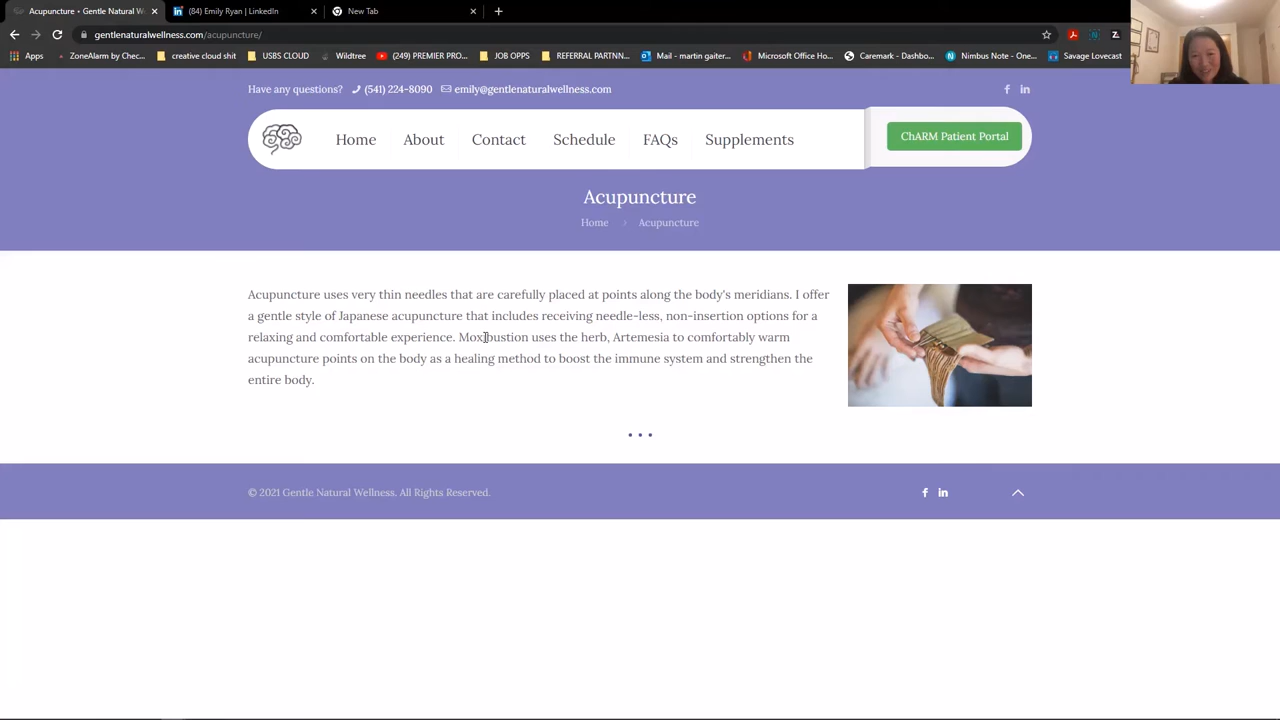 Acupuncture • Gentle Natural W
(84) Emily Ryan | LinkedIn
New Tab
gentlenaturalwellness.com/acupuncture/
Apps
ZoneAlarm by Chec...
creative cloud shit
USBS CLOUD
Wildtree
(249) PREMIER PRO...
JOB OPPS
REFERRAL PARTNN...
Mail - martin gaiter...
Microsoft Office Ho...
Caremark - Dashbo...
Nimbus Note - One...
Savage Lovecast
Have any questions? (541) 224-8090 emily@gentlenaturalwellness.com
Home About Contact Schedule FAQs Supplements
ChARM Patient Portal
Acupuncture
Home › Acupuncture
Acupuncture uses very thin needles that are carefully placed at points along the body's meridians. I offer
a gentle style of Japanese acupuncture that includes receiving needle-less, non-insertion options for a
relaxing and comfortable experience. Moxibustion uses the herb, Artemesia to comfortably warm
acupuncture points on the body as a healing method to boost the immune system and strengthen the
entire body.
© 2021 Gentle Natural Wellness. All Rights Reserved.